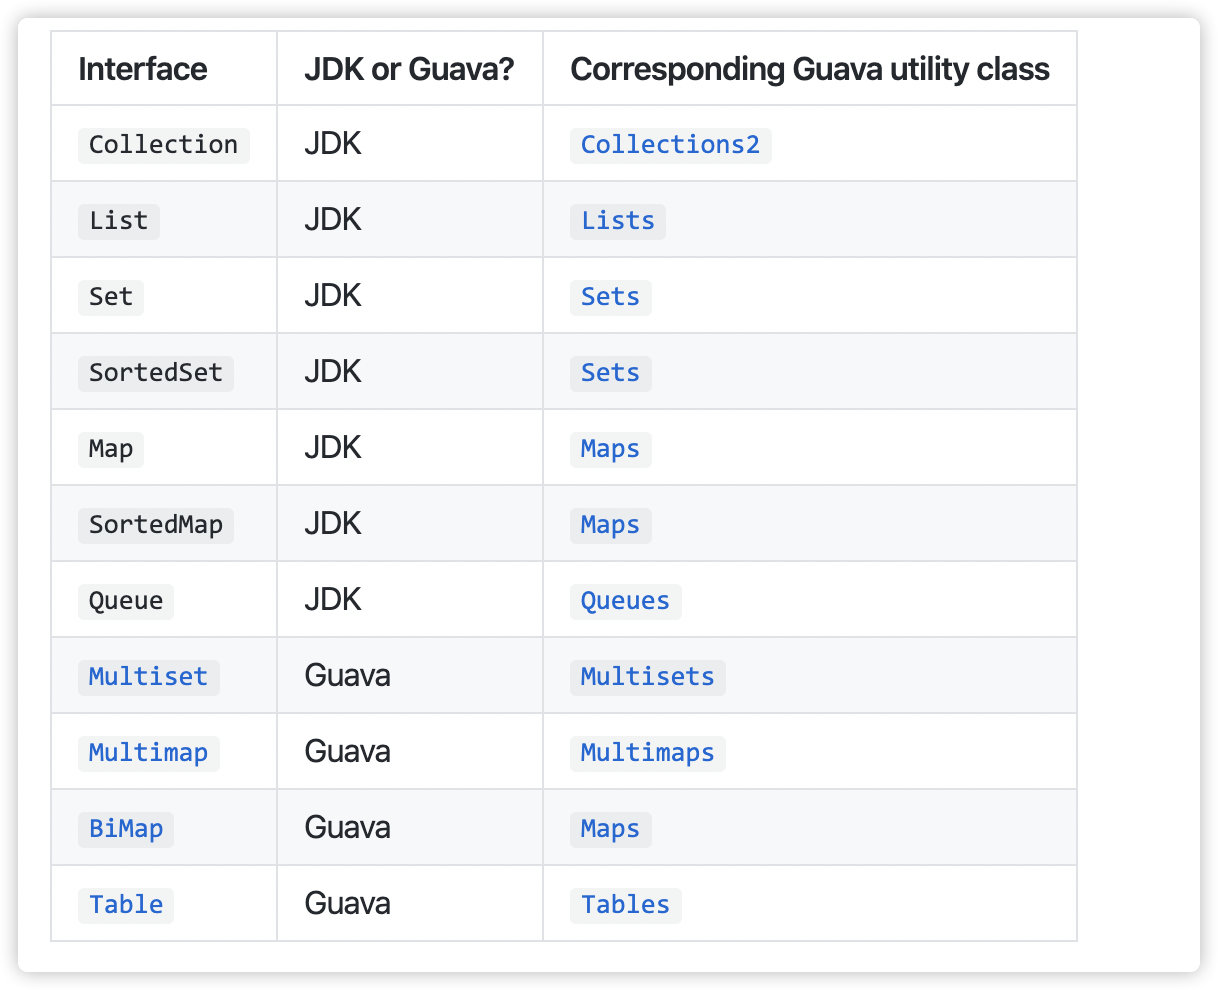 Interface JDK or Guava? Corresponding Guava utility class
Collection JDK Collections2
List JDK Lists
Set JDK Sets
SortedSet JDK Sets
Map JDK Maps
SortedMap JDK Maps
Queue JDK Queues
Multiset Guava Multisets
Multimap Guava Multimaps
BiMap Guava Maps
Table Guava Tables